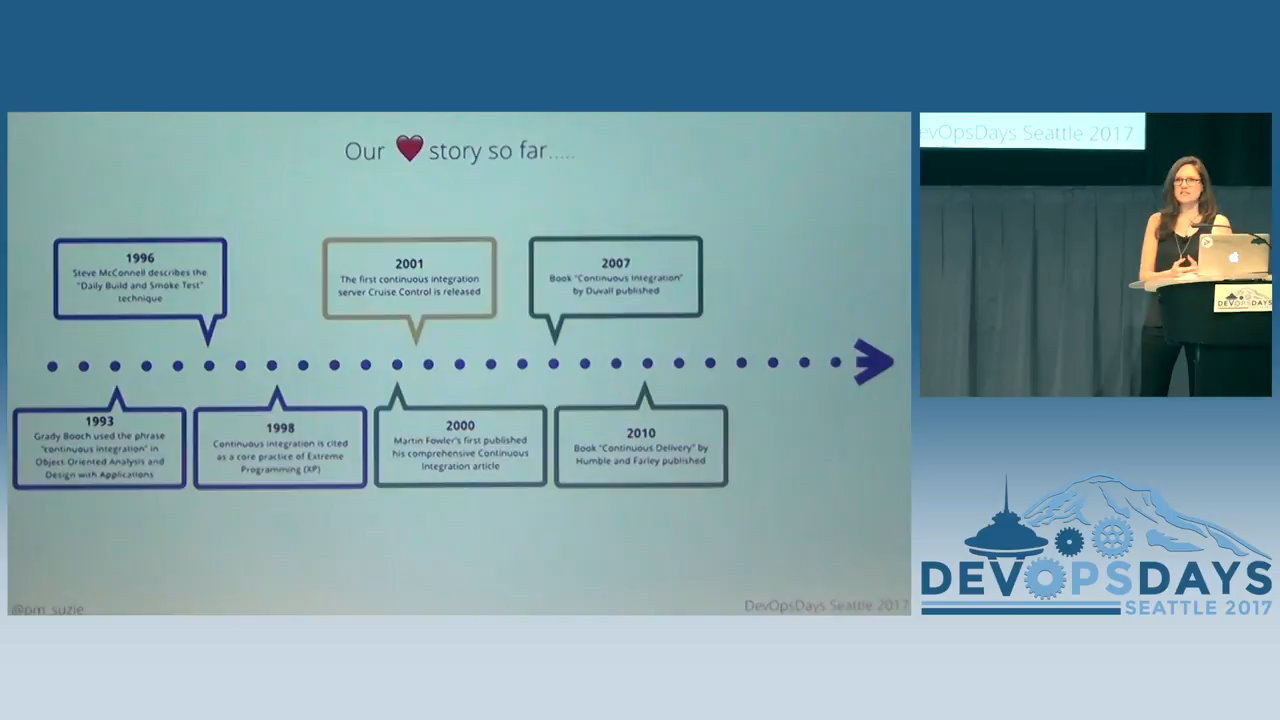 Our ❤ story so far.....
1996
Steve McConnell describes the
"Daily Build and Smoke Test"
technique
2001
The first continuous integration
server Cruise Control is released
2007
Book "Continuous Integration"
by Duvall published
1993
Grady Booch used the phrase
"continuous integration" in
Object Oriented Analysis and
Design with Applications
1998
Continuous integration is cited
as a core practice of Extreme
Programming (XP)
2000
Martin Fowler's first published
his comprehensive Continuous
Integration article
2010
Book "Continuous Delivery" by
Humble and Farley published
@pm_suzie
DevOpsDays Seattle 2017
evOpsDays Seattle 2017
DEVOPSDAYS
DEVOPSDAYS
SEATTLE 2017